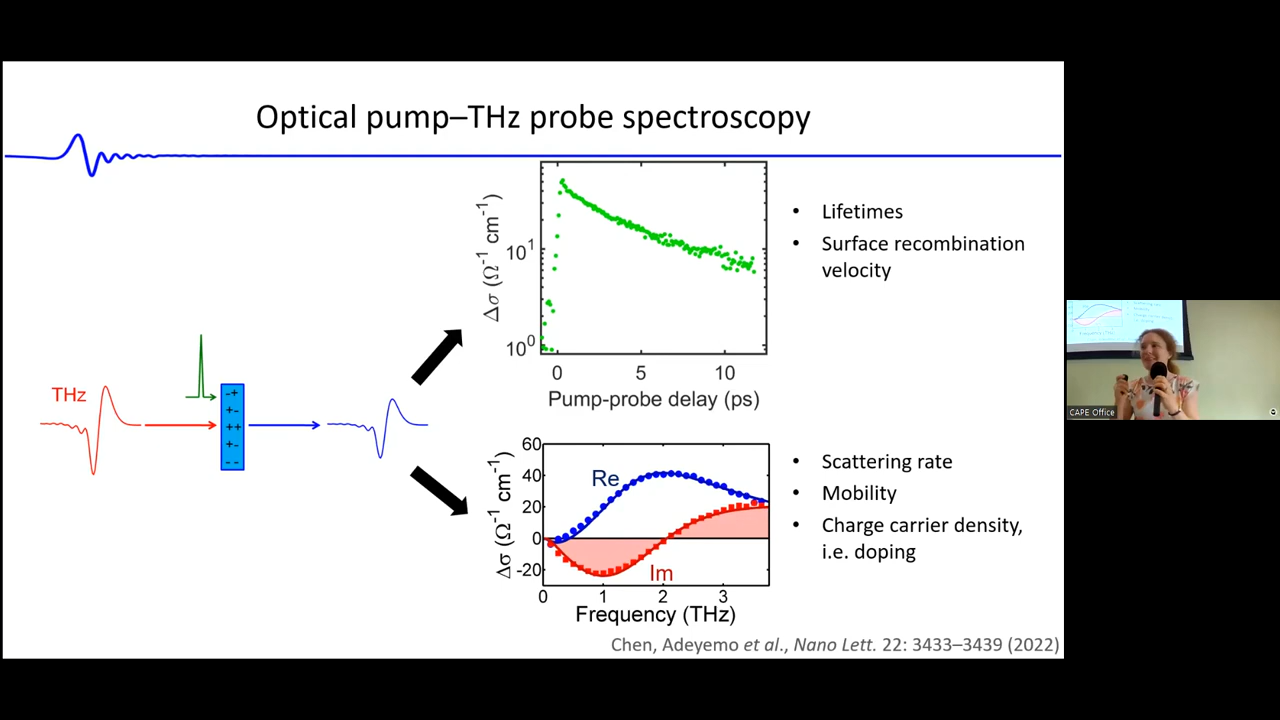 Optical pump–THz probe spectroscopy
Δσ (Ω⁻¹ cm⁻¹)
10¹
10⁰
0 5 10
Pump-probe delay (ps)
• Lifetimes
• Surface recombination
velocity
THz
-+
+-
++
+-
--
Δσ (Ω⁻¹ cm⁻¹)
60
40
20
0
-20
Re
Im
0 1 2 3
Frequency (THz)
• Scattering rate
• Mobility
• Charge carrier density,
i.e. doping
Chen, Adeyemo et al., Nano Lett. 22: 3433–3439 (2022)
CAPE Office